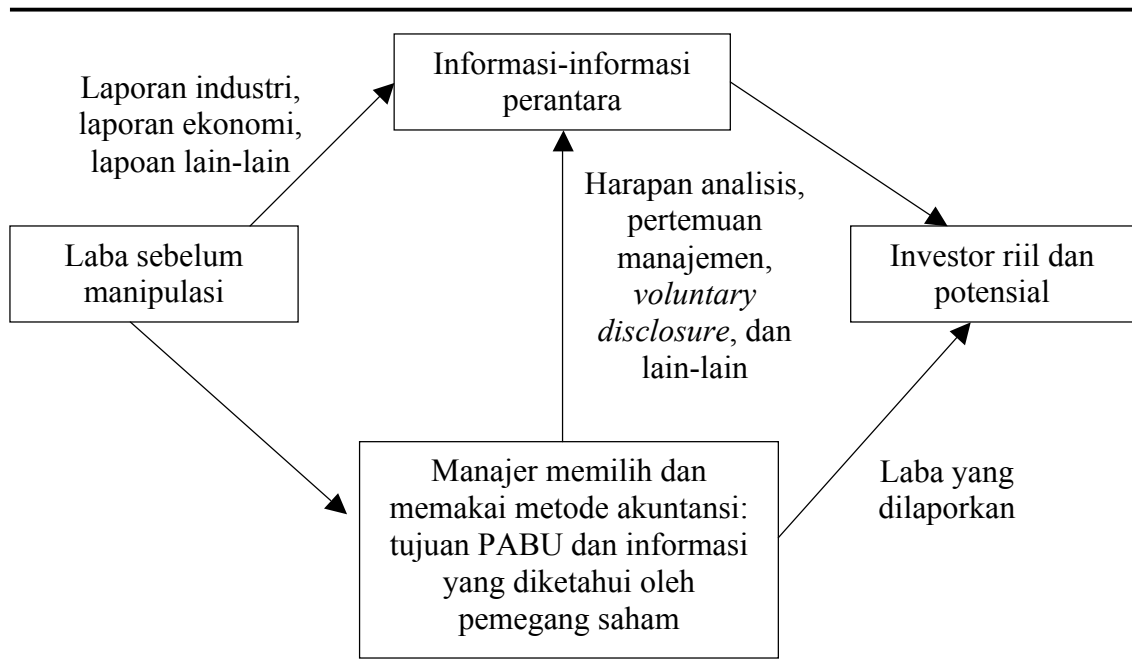 Informasi-informasi
perantara
Laporan industri,
laporan ekonomi,
lapoan lain-lain
Harapan analisis,
pertemuan
manajemen,
voluntary
disclosure, dan
lain-lain
Laba sebelum
manipulasi
Investor riil dan
potensial
Manajer memilih dan
memakai metode akuntansi:
tujuan PABU dan informasi
yang diketahui oleh
pemegang saham
Laba yang
dilaporkan